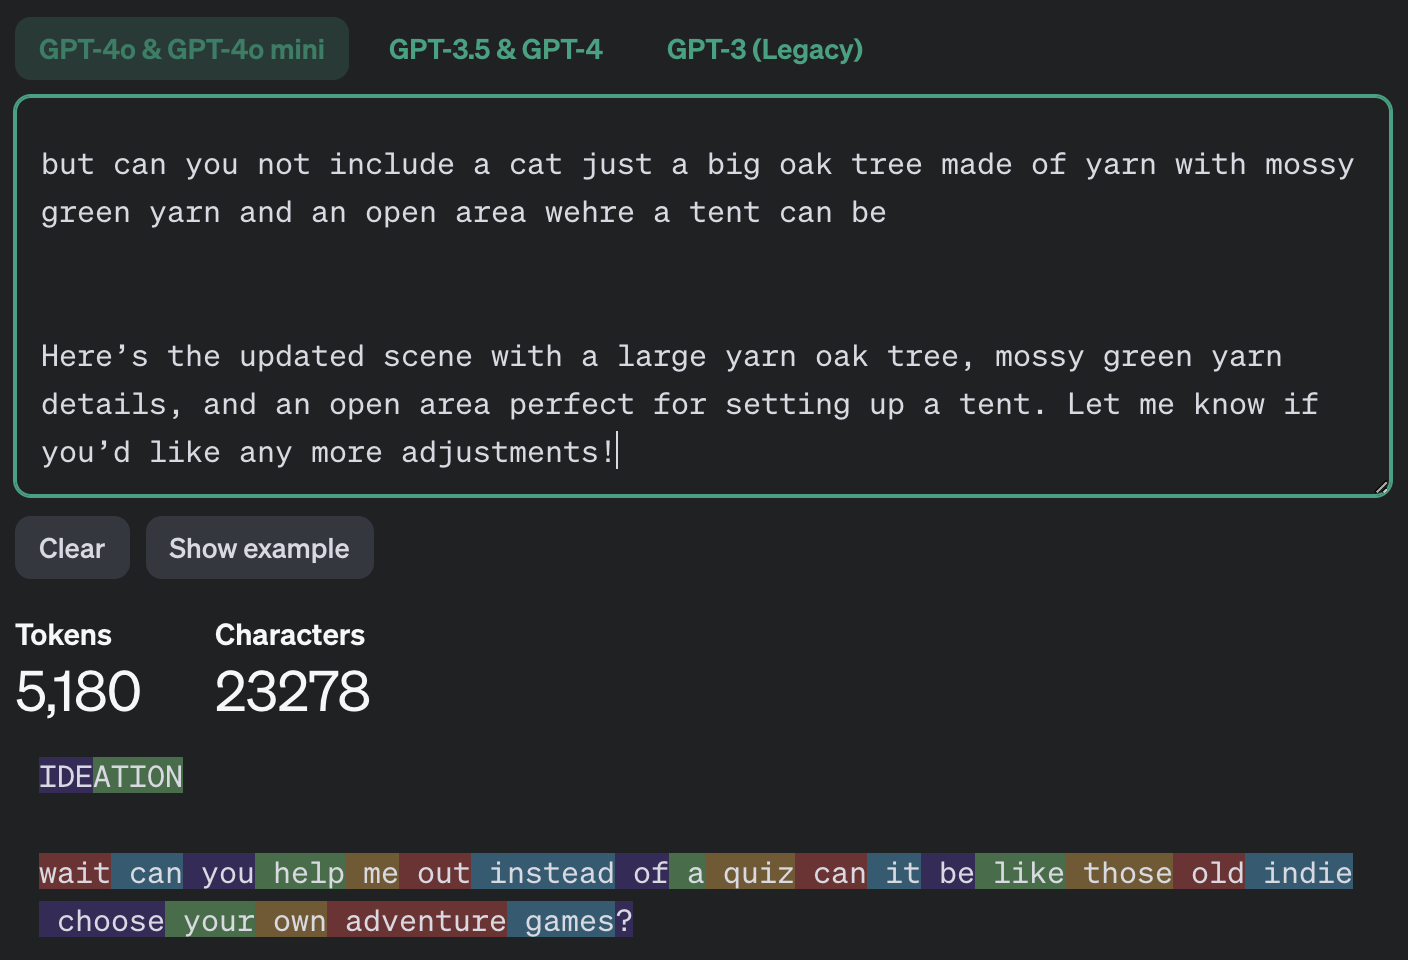 GPT-4o & GPT-4o mini GPT-3.5 & GPT-4 GPT-3 (Legacy)
but can you not include a cat just a big oak tree made of yarn with mossy
green yarn and an open area wehre a tent can be
Here’s the updated scene with a large yarn oak tree, mossy green yarn
details, and an open area perfect for setting up a tent. Let me know if
you’d like any more adjustments!
Clear Show example
Tokens Characters
5,180 23278
IDEATION
wait can you help me out instead of a quiz can it be like those old indie
choose your own adventure games?